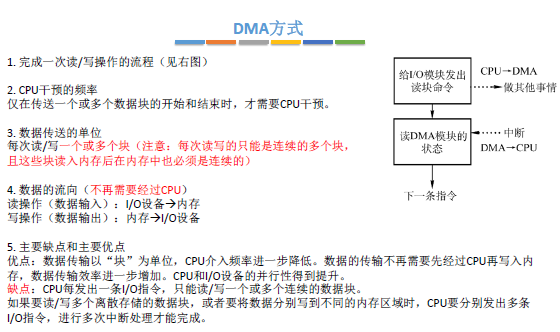 DMA方式
1. 完成一次读/写操作的流程（见右图）
2. CPU干预的频率
仅在传送一个或多个数据块的开始和结束时，才需要CPU干预。
3. 数据传送的单位
每次读/写一个或多个块（注意：每次读写的只能是连续的多个块，
且这些块读入内存后在内存中也必须是连续的）
4. 数据的流向（不再需要经过CPU）
读操作（数据输入）：I/O设备→内存
写操作（数据输出）：内存→I/O设备
5. 主要缺点和主要优点
优点：数据传输以“块”为单位，CPU介入频率进一步降低。数据的传输不再需要先经过CPU再写入内
存，数据传输效率进一步增加。CPU和I/O设备的并行性得到提升。
缺点：CPU每发出一条I/O指令，只能读/写一个或多个连续的数据块。
如果要读/写多个离散存储的数据块，或者要将数据分别写到不同的内存区域时，CPU要分别发出多条
I/O指令，进行多次中断处理才能完成。
给I/O模块发出
读块命令
CPU→DMA
做其他事情
读DMA模块的
状态
中断
DMA→CPU
下一条指令